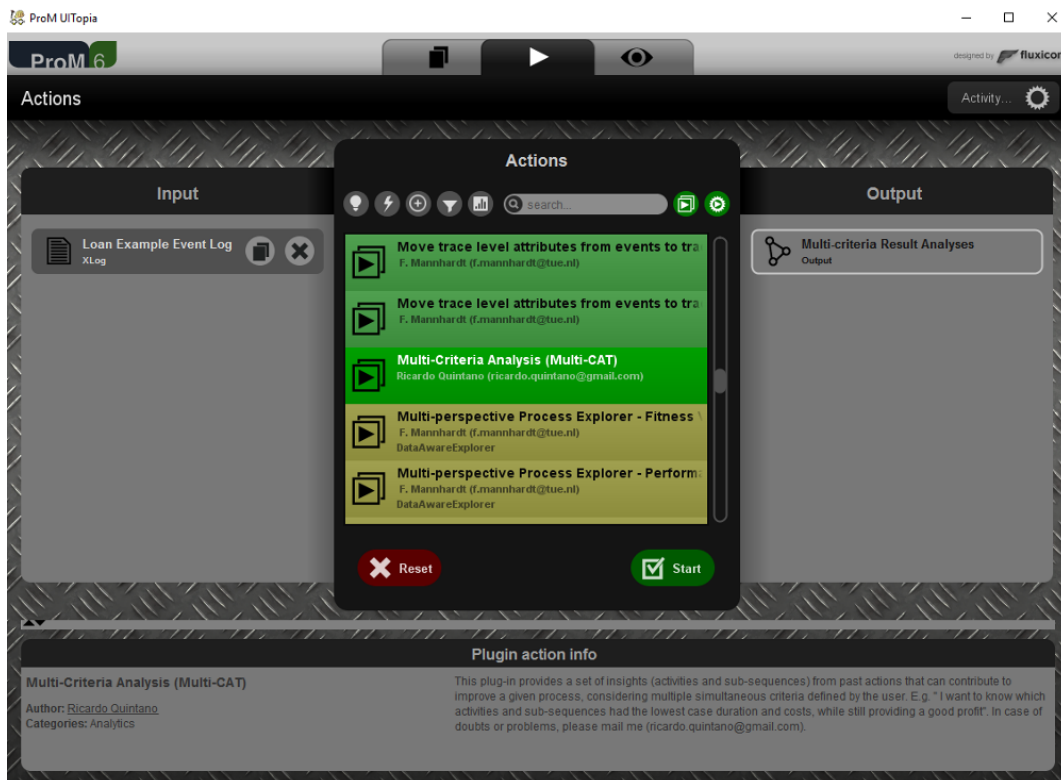 ProM UITopia
ProM 6
designed by fluxicon
Actions
Activity...
Actions
Input
Output
search...
Loan Example Event Log
XLog
Multi-criteria Result Analyses
Output
Move trace level attributes from events to tra
F. Mannhardt (f.mannhardt@tue.nl)
Move trace level attributes from events to tra
F. Mannhardt (f.mannhardt@tue.nl)
Multi-Criteria Analysis (Multi-CAT)
Ricardo Quintano (ricardo.quintano@gmail.com)
Multi-perspective Process Explorer - Fitness
F. Mannhardt (f.mannhardt@tue.nl)
DataAwareExplorer
Multi-perspective Process Explorer - Perform
F. Mannhardt (f.mannhardt@tue.nl)
DataAwareExplorer
Reset
Start
Plugin action info
Multi-Criteria Analysis (Multi-CAT)
Author: Ricardo Quintano
Categories: Analytics
This plug-in provides a set of insights (activities and sub-sequences) from past actions that can contribute to
improve a given process, considering multiple simultaneous criteria defined by the user. E.g. " I want to know which
activities and sub-sequences had the lowest case duration and costs, while still providing a good profit". In case of
doubts or problems, please mail me (ricardo.quintano@gmail.com).